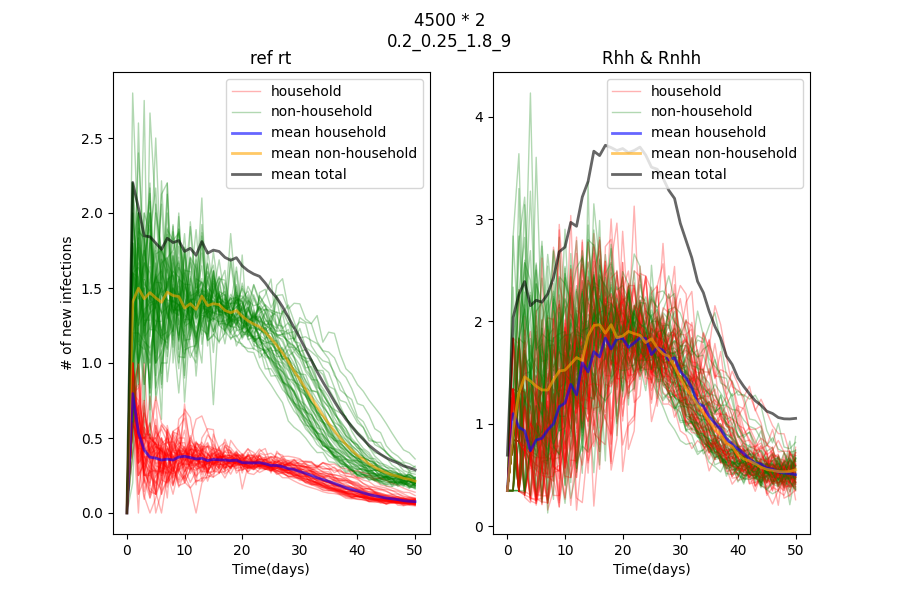 4500 * 2
0.2_0.25_1.8_9
ref rt
household
non-household
mean household
mean non-household
mean total
2.5
2.0
1.5
1.0
0.5
0.0
# of new infections
0 10 20 30 40 50
Time(days)
Rhh & Rnhh
household
non-household
mean household
mean non-household
mean total
4
3
2
1
0
0 10 20 30 40 50
Time(days)